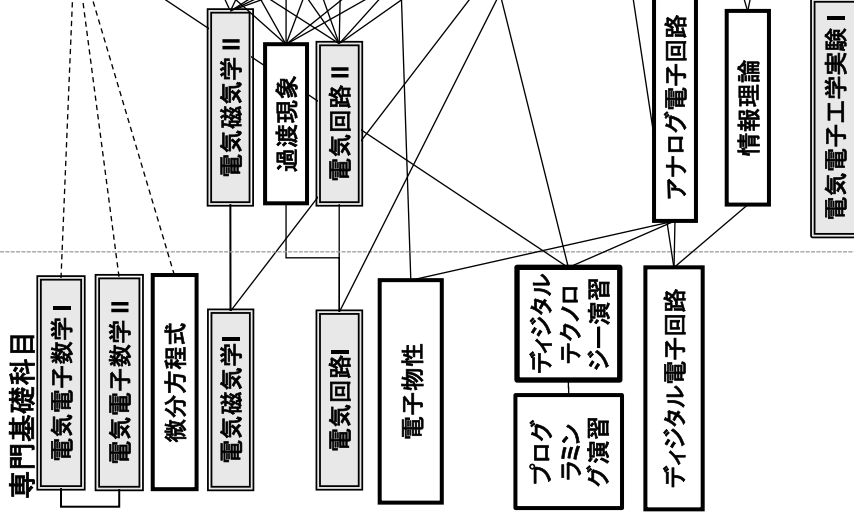 電気磁気学 II
過渡現象
電気回路 II
アナログ電子回路
情報理論
電気電子工学実験 I
専門基礎科目
電気電子数学 I
電気電子数学 II
微分方程式
電気磁気学I
電気回路I
電子物性
ディジタル
テクノロ
ジー演習
プログ
ラミン
グ演習
ディジタル電子回路